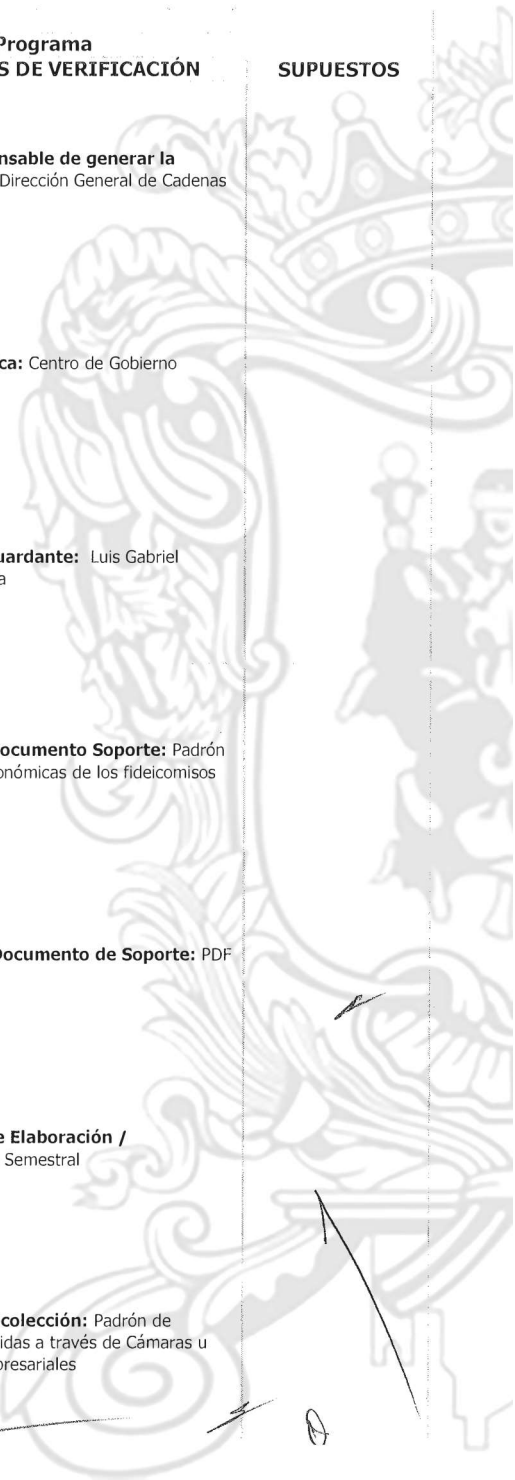 Programa
S DE VERIFICACIÓN SUPUESTOS
nsable de generar la
Dirección General de Cadenas
ca: Centro de Gobierno
uardante: Luis Gabriel
a
ocumento Soporte: Padrón
onómicas de los fideicomisos
Documento de Soporte: PDF
e Elaboración /
Semestral
colección: Padrón de
idas a través de Cámaras u
presariales